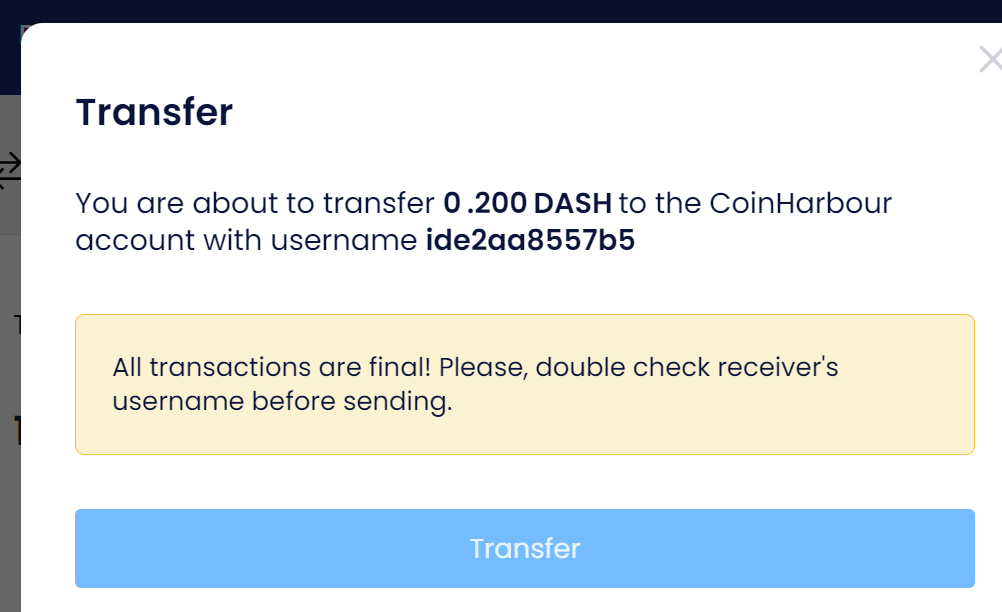 Transfer
You are about to transfer 0.200 DASH to the CoinHarbour
account with username ide2aa8557b5
All transactions are final! Please, double check receiver's
username before sending.
Transfer